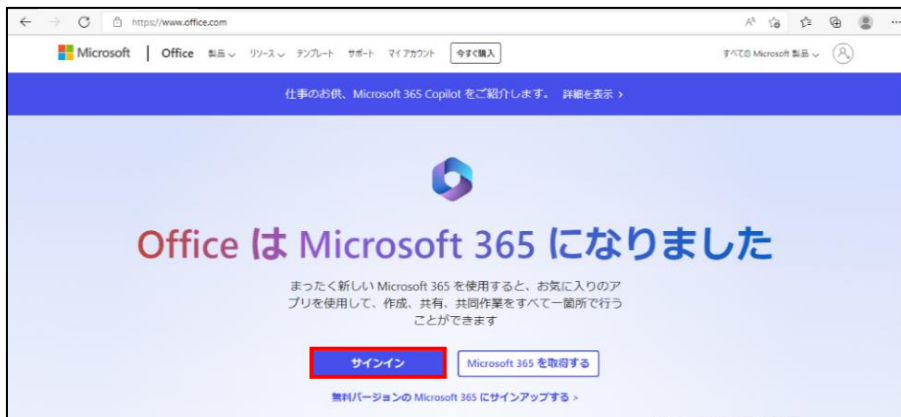 https://www.office.com
Microsoft | Office 製品 リソース テンプレート サポート マイ アカウント 今すぐ購入 すべての Microsoft 製品
仕事のお供、Microsoft 365 Copilot をご紹介します。 詳細を表示 >
Office は Microsoft 365 になりました
まったく新しい Microsoft 365 を使用すると、お気に入りのア
プリを使用して、作成、共有、共同作業をすべて一箇所で行う
ことができます
サインイン Microsoft 365 を取得する
無料バージョンの Microsoft 365 にサインアップする >